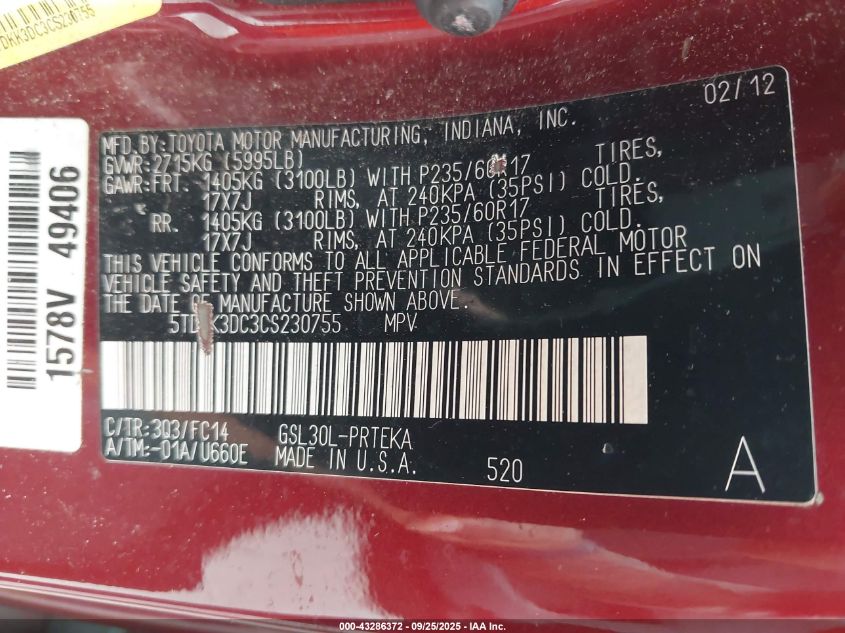 TDKK3DC3CS230755
1578V 49406
02/12
MFD. BY: TOYOTA MOTOR MANUFACTURING, INDIANA, INC.
GVWR: 2715KG (5995LB)
GAWR: FRT. 1405KG (3100LB) WITH P235/60R17 TIRES,
17X7J RIMS, AT 240KPA (35PSI) COLD.
RR. 1405KG (3100LB) WITH P235/60R17 TIRES,
17X7J RIMS, AT 240KPA (35PSI) COLD.
THIS VEHICLE CONFORMS TO ALL APPLICABLE FEDERAL MOTOR
VEHICLE SAFETY AND THEFT PREVENTION STANDARDS IN EFFECT ON
THE DATE OF MANUFACTURE SHOWN ABOVE.
5TDKK3DC3CS230755 MPV
C/TR: 3Q3/FC14 GSL30L-PRTEKA
A/TM: -01A/U660E MADE IN U.S.A. 520
A
000-43286372 - 09/25/2025 - IAA Inc.